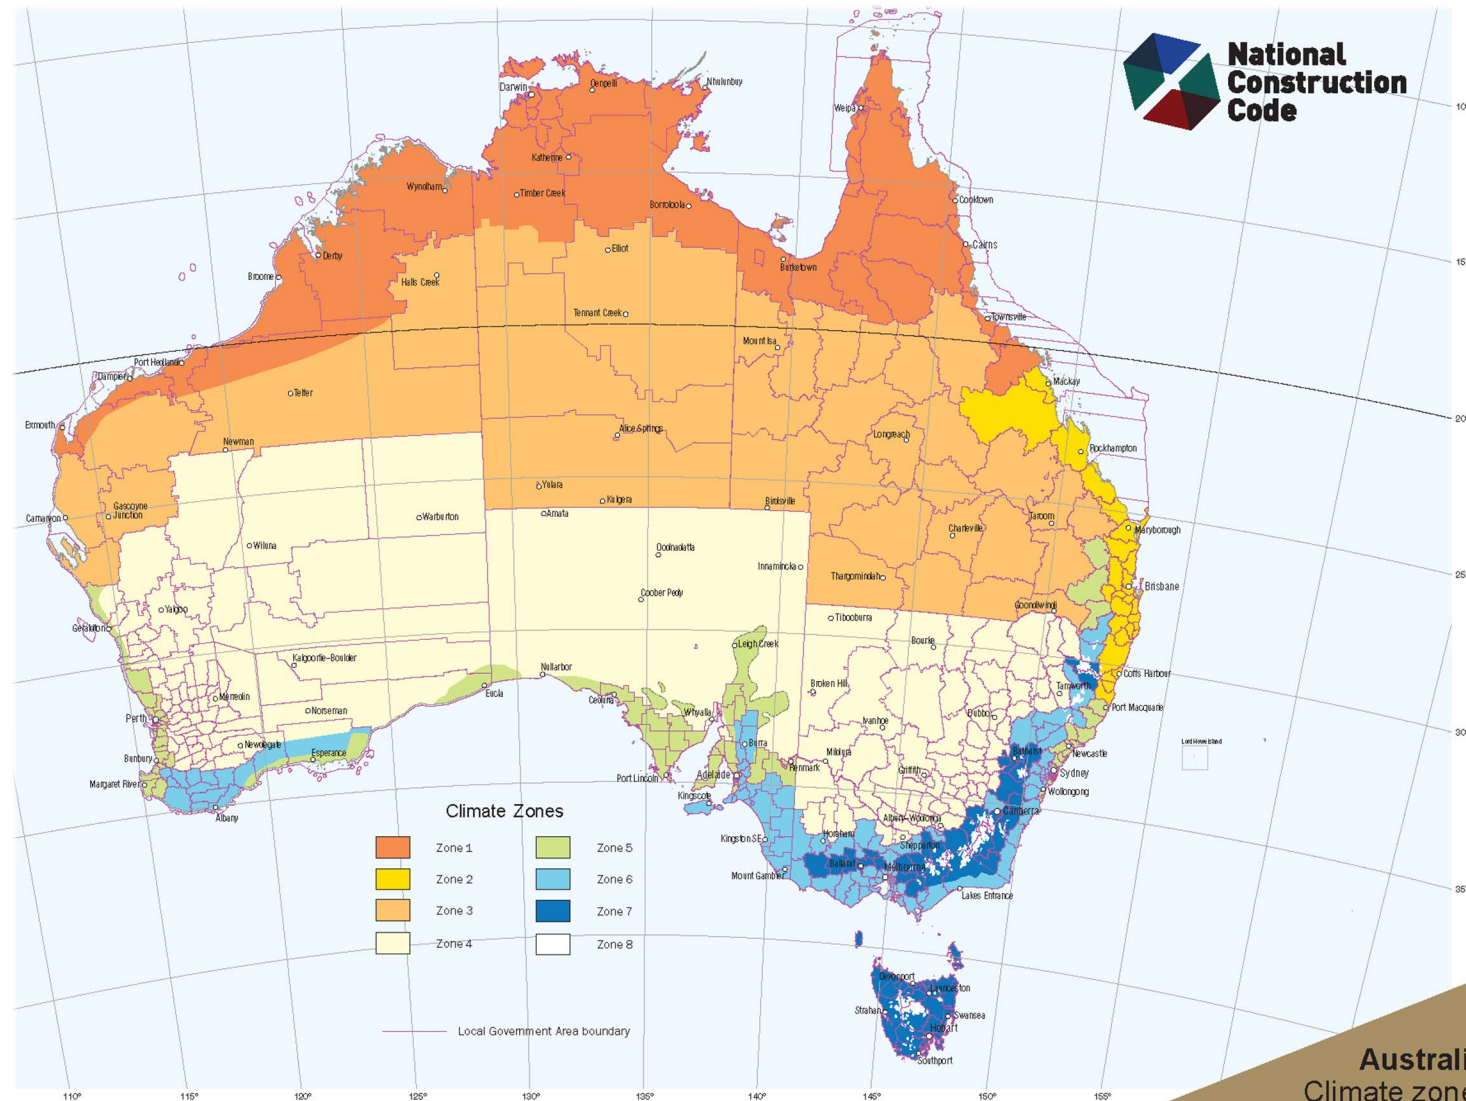 National
Construction
Code
Darwin
Oenpelli
Nhulunbuy
Weipa
Katherine
Wyndham
Timber Creek
Borroloola
Cooktown
Cairns
Elliot
Derby
Burketown
Broome
Halls Creek
Tennant Creek
Townsville
Mount Isa
Port Hedland
Dampier
Mackay
Telfer
Exmouth
Alice Springs
Longreach
Newman
Rockhampton
Yulara
Kulgera
Birdsville
Gascoyne
Junction
Carnarvon
Warburton
Amata
Taroom
Charleville
Maryborough
Wiluna
Innamincka
Thargomindah
Brisbane
Coober Pedy
Yalgoo
Goondiwindi
Geraldton
Tibooburra
Bourke
Leigh Creek
Kalgoorlie-Boulder
Nullarbor
Coffs Harbour
Broken Hill
Tamworth
Merredin
Eucla
Ceduna
Port Macquarie
Norseman
Whyalla
Dubbo
Perth
Ivanhoe
Lord Howe Island
Newdegate
Burra
Bathurst
Newcastle
Esperance
Mildura
Bunbury
Renmark
Griffith
Sydney
Port Lincoln
Adelaide
Margaret River
Wollongong
Kingscote
Canberra
Albany
Albury-Wodonga
Kingston SE
Horsham
Shepparton
Ballarat
Melbourne
Mount Gambier
Lakes Entrance
Climate Zones
Zone 1
Zone 5
Zone 2
Zone 6
Zone 3
Zone 7
Zone 4
Zone 8
Devonport
Launceston
Strahan
Swansea
Hobart
Southport
Local Government Area boundary
10
15
20
25
30
35
110°
115°
120°
125°
130°
135°
140°
145°
150°
155°
Australi
Climate zone